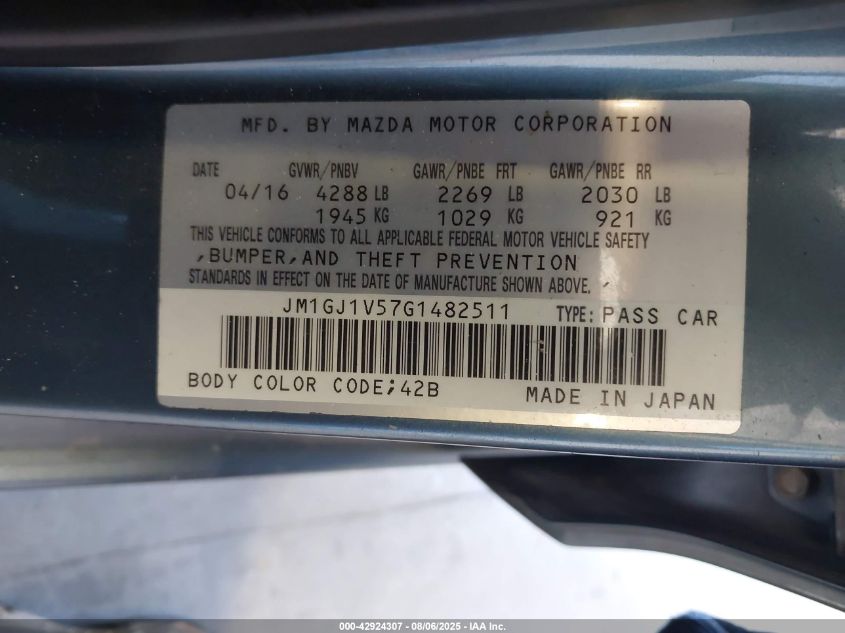 MFD. BY MAZDA MOTOR CORPORATION
DATE GVWR/PNBV GAWR/PNBE FRT GAWR/PNBE RR
04/16 4288 LB 2269 LB 2030 LB
1945 KG 1029 KG 921 KG
THIS VEHICLE CONFORMS TO ALL APPLICABLE FEDERAL MOTOR VEHICLE SAFETY
,BUMPER,AND THEFT PREVENTION
STANDARDS IN EFFECT ON THE DATE OF MANUFACTURE SHOWN ABOVE.
JM1GJ1V57G1482511 TYPE: PASS CAR
BODY COLOR CODE;42B MADE IN JAPAN
000-42924307 - 08/06/2025 - IAA Inc.